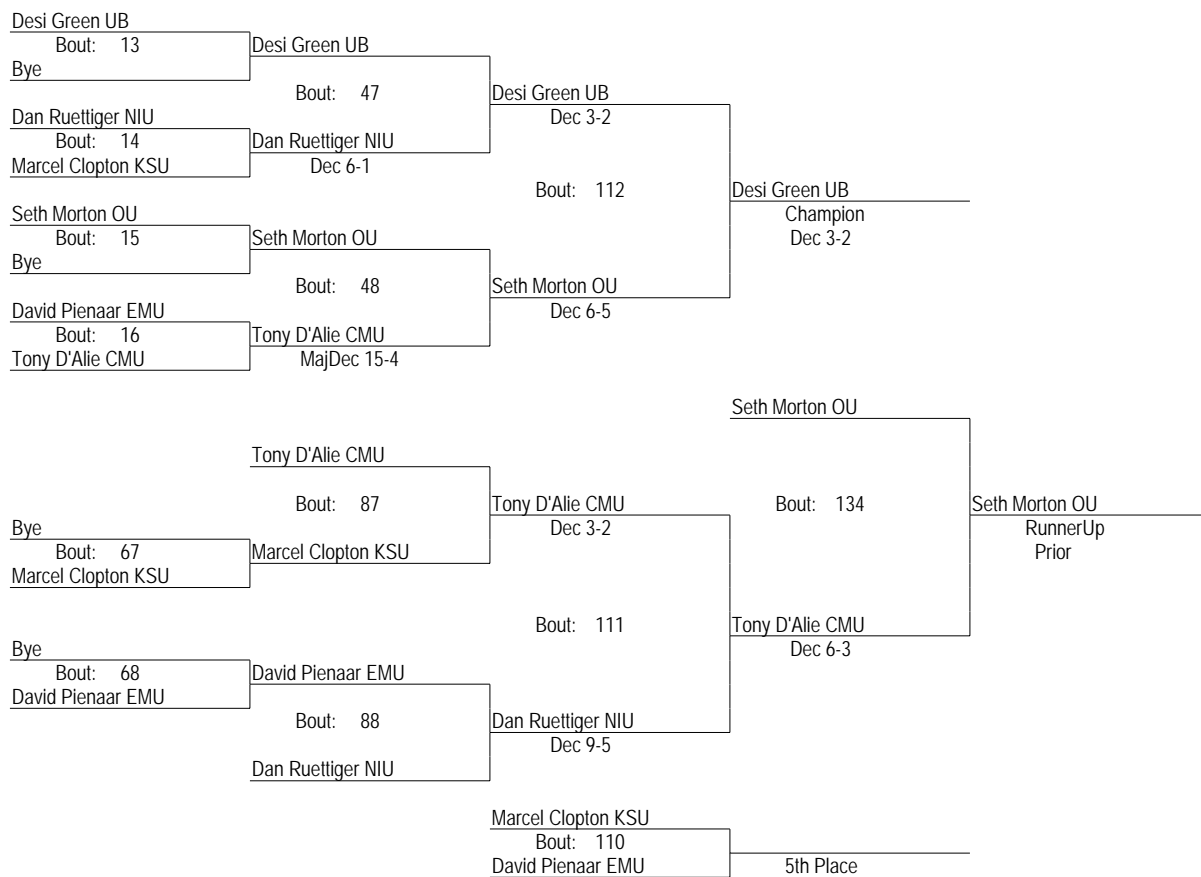 Desi Green UB
Bout: 13
Bye
Desi Green UB
Bout: 47
Dan Ruettiger NIU
Bout: 14
Marcel Clopton KSU
Dan Ruettiger NIU
Dec 6-1
Desi Green UB
Dec 3-2
Bout: 112
Seth Morton OU
Bout: 15
Bye
Seth Morton OU
Bout: 48
David Pienaar EMU
Bout: 16
Tony D'Alie CMU
Tony D'Alie CMU
MajDec 15-4
Seth Morton OU
Dec 6-5
Desi Green UB
Champion
Dec 3-2
Seth Morton OU
Tony D'Alie CMU
Bout: 87
Bye
Bout: 67
Marcel Clopton KSU
Marcel Clopton KSU
Tony D'Alie CMU
Dec 3-2
Bout: 134
Seth Morton OU
RunnerUp
Prior
Bout: 111
Tony D'Alie CMU
Dec 6-3
Bye
Bout: 68
David Pienaar EMU
David Pienaar EMU
Bout: 88
Dan Ruettiger NIU
Dan Ruettiger NIU
Dec 9-5
Marcel Clopton KSU
Bout: 110
David Pienaar EMU
5th Place